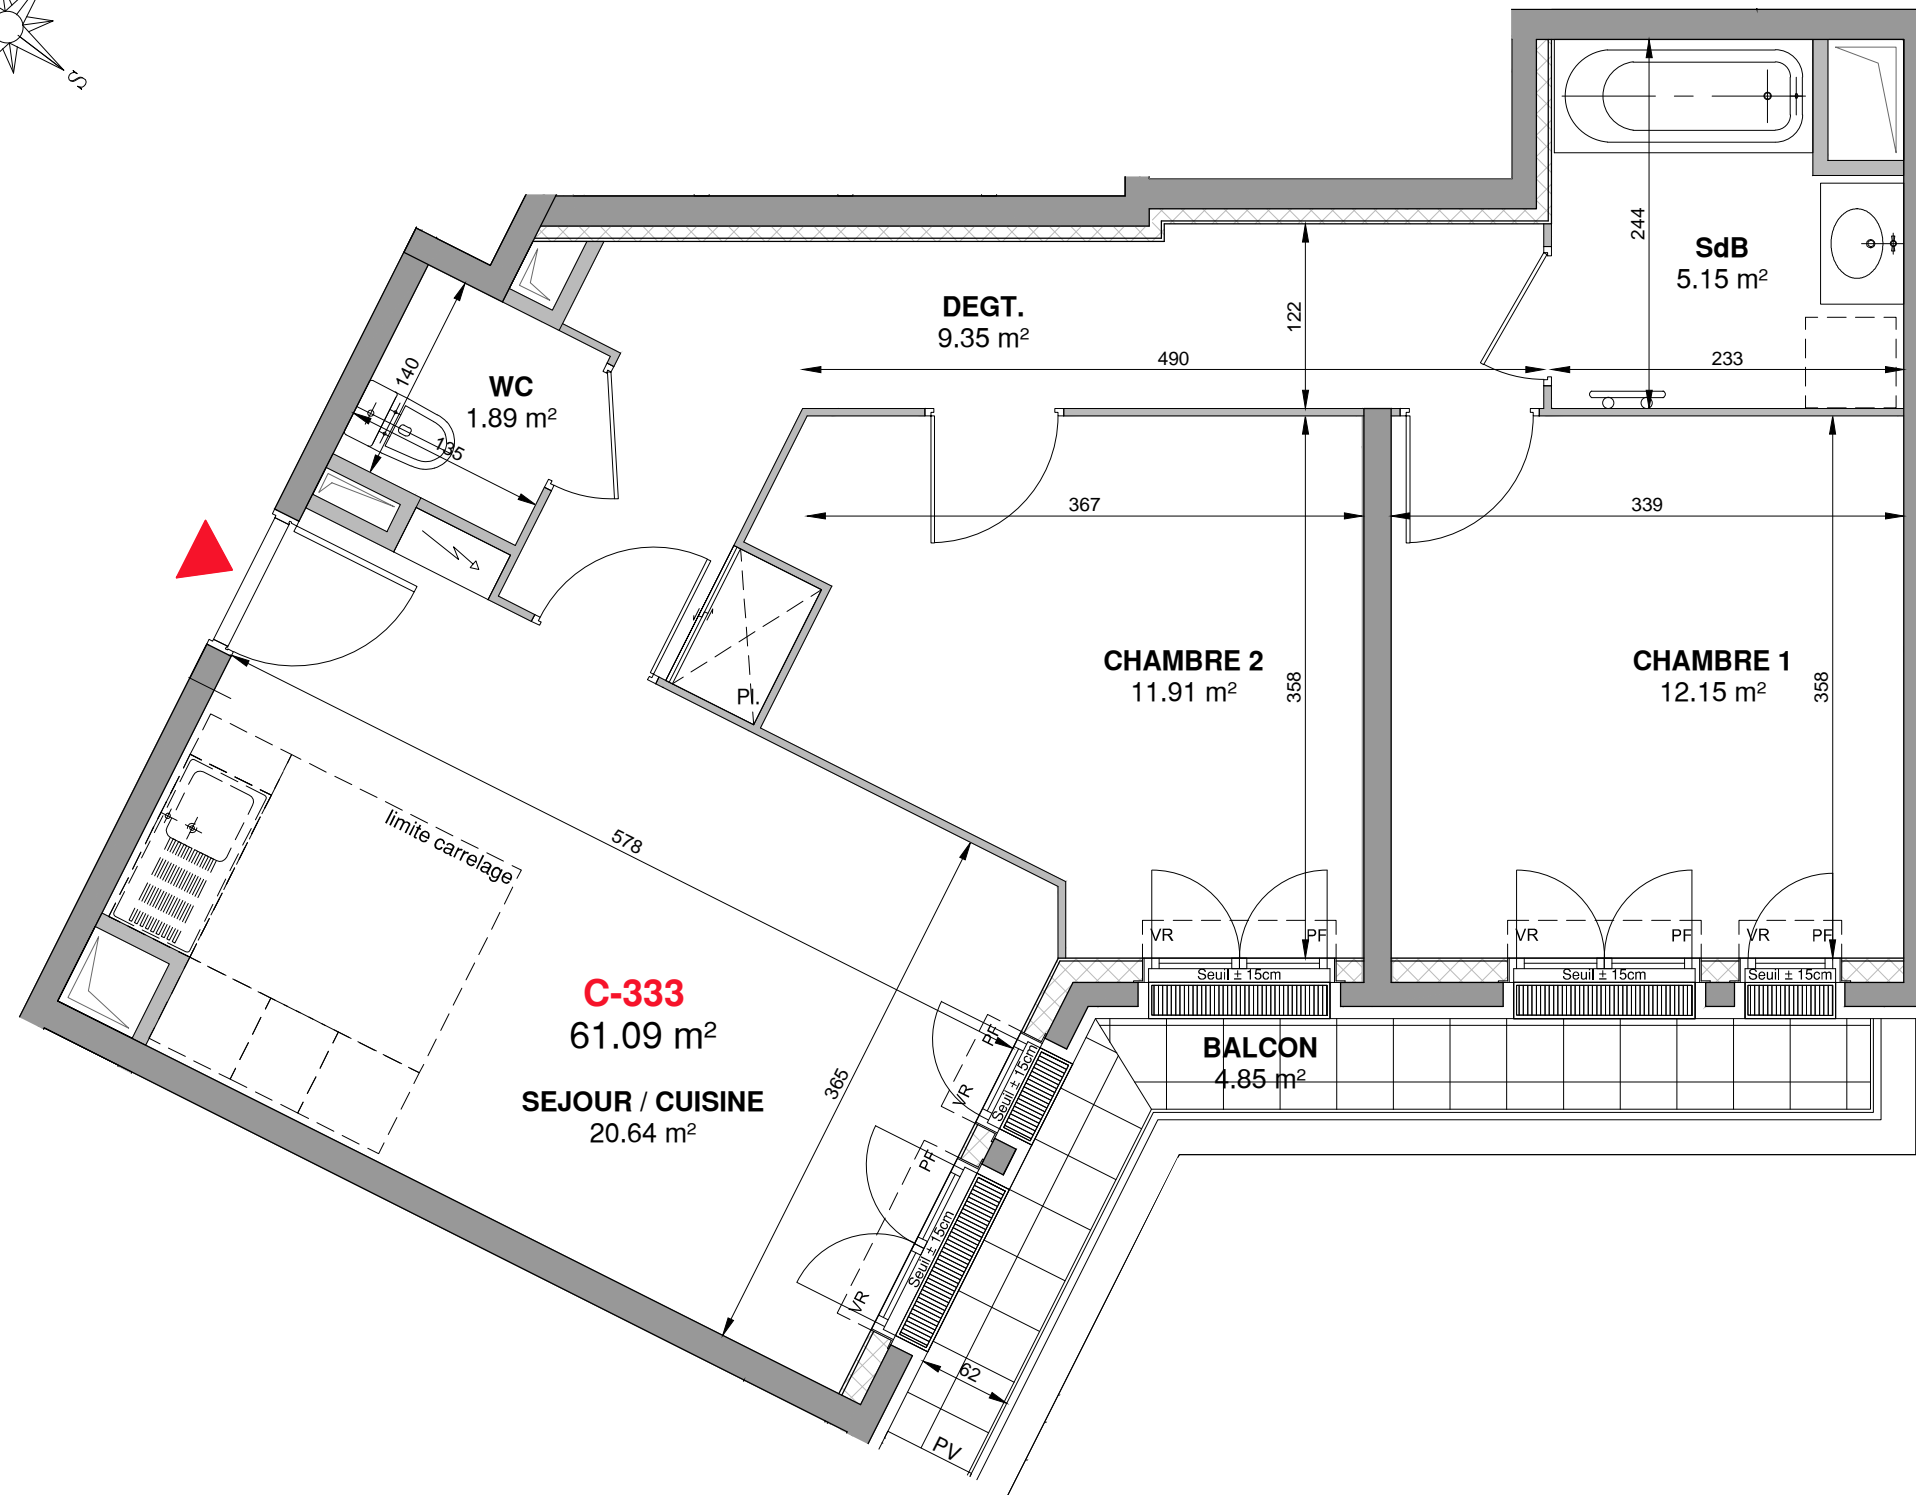 S
SdB
5.15 m²
244
233
DEGT.
9.35 m²
122
490
WC
1.89 m²
140
135
367
339
CHAMBRE 2
11.91 m²
358
CHAMBRE 1
12.15 m²
358
Pl.
578
limite carrelage
365
C-333
61.09 m²
SEJOUR / CUISINE
20.64 m²
VR
PF
Seuil ± 15cm
VR
PF
Seuil ± 15cm
VR
PF
Seuil ± 15cm
BALCON
4.85 m²
PF
VR
Seuil ± 15cm
PF
VR
Seuil ± 15cm
62
PV